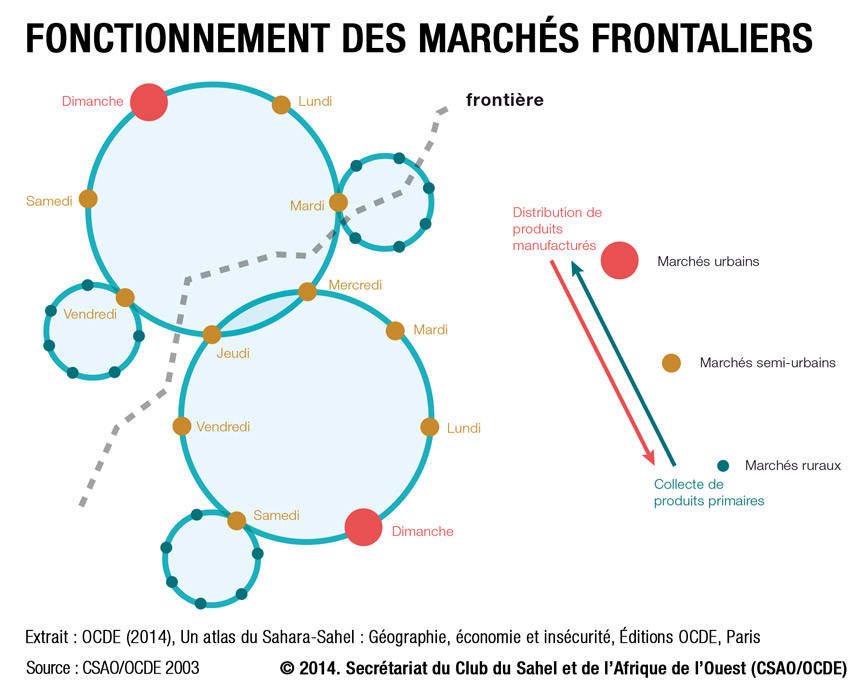 FONCTIONNEMENT DES MARCHÉS FRONTALIERS
Dimanche
Lundi
frontière
Samedi
Mardi
Vendredi
Mercredi
Mardi
Jeudi
Vendredi
Lundi
Samedi
Dimanche
Distribution de
produits
manufacturés
Marchés urbains
Marchés semi-urbains
Marchés ruraux
Collecte de
produits primaires
Extrait : OCDE (2014), Un atlas du Sahara-Sahel : Géographie, économie et insécurité, Éditions OCDE, Paris
Source : CSAO/OCDE 2003
© 2014. Secrétariat du Club du Sahel et de l'Afrique de l'Ouest (CSAO/OCDE)